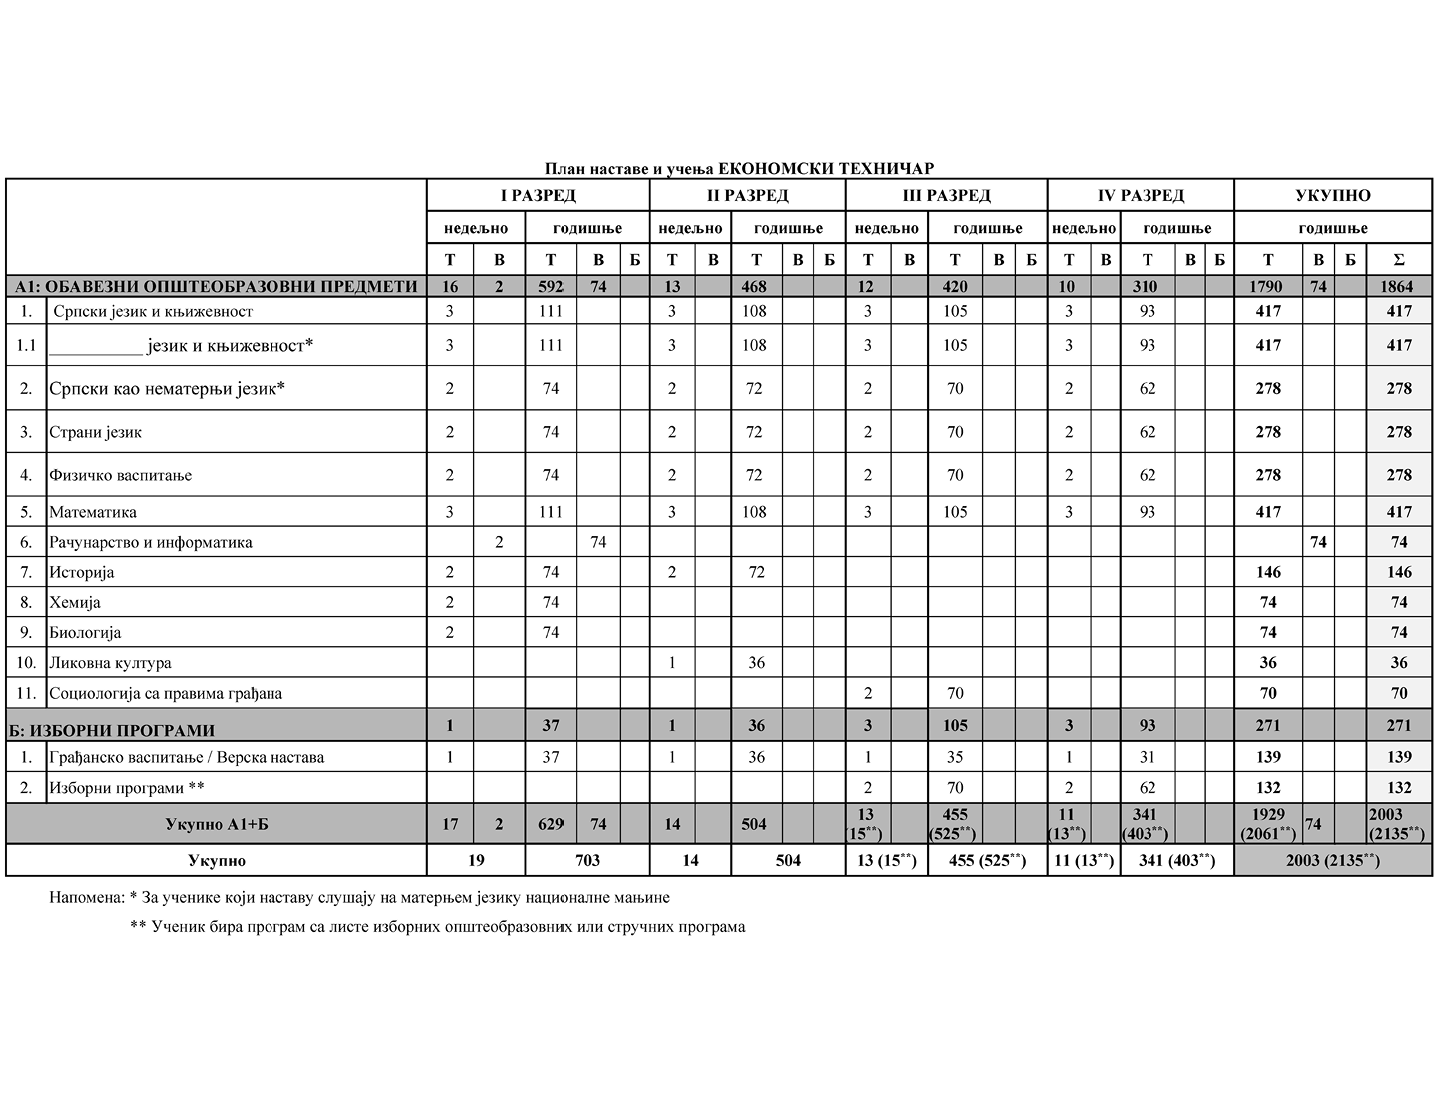 План наставе и учења ЕКОНОМСКИ ТЕХНИЧАР
I РАЗРЕД II РАЗРЕД III РАЗРЕД IV РАЗРЕД УКУПНО
недељно годишње недељно годишње недељно годишње недељно годишње годишње
Т В Т В Б Т В Т В Б Т В Т В Б Т В Т В Б Т В Б Σ
А1: ОБАВЕЗНИ ОПШТЕОБРАЗОВНИ ПРЕДМЕТИ 16 2 592 74 13 468 12 420 10 310 1790 74 1864
1. Српски језик и књижевност 3 111 3 108 3 105 3 93 417 417
1.1 ___________ језик и књижевност* 3 111 3 108 3 105 3 93 417 417
2. Српски као нематерњи језик* 2 74 2 72 2 70 2 62 278 278
3. Страни језик 2 74 2 72 2 70 2 62 278 278
4. Физичко васпитање 2 74 2 72 2 70 2 62 278 278
5. Математика 3 111 3 108 3 105 3 93 417 417
6. Рачунарство и информатика 2 74 74 74
7. Историја 2 74 2 72 146 146
8. Хемија 2 74 74 74
9. Биологија 2 74 74 74
10. Ликовна култура 1 36 36 36
11. Социологија са правима грађана 2 70 70 70
Б: ИЗБОРНИ ПРОГРАМИ 1 37 1 36 3 105 3 93 271 271
1. Грађанско васпитање / Верска настава 1 37 1 36 1 35 1 31 139 139
2. Изборни програми ** 2 70 2 62 132 132
Укупно А1+Б 17 2 629 74 14 504 13 (15**) 455 (525**) 11 (13**) 341 (403**) 1929 (2061**) 74 2003 (2135**)
Укупно 19 703 14 504 13 (15**) 455 (525**) 11 (13**) 341 (403**) 2003 (2135**)
Напомена: * За ученике који наставу слушају на матерњем језику националне мањине
** Ученик бира програм са листе изборних општеобразовних или стручних програма